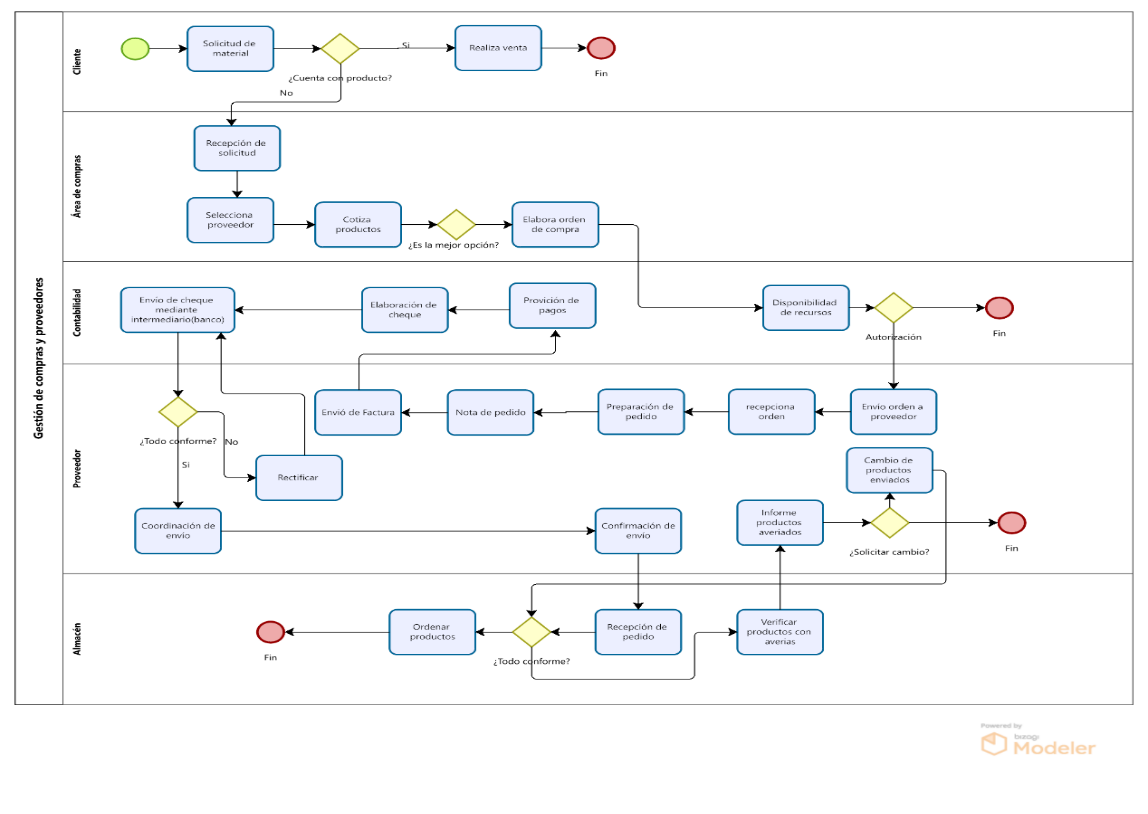 Gestión de compras y proveedores
Cliente
Solicitud de
material
¿Cuenta con producto?
Si
No
Realiza venta
Fin
Área de compras
Recepción de
solicitud
Selecciona
proveedor
Cotiza
productos
¿Es la mejor opción?
Elabora orden
de compra
Contabilidad
Envío de cheque
mediante
intermediario(banco)
Elaboración de
cheque
Provición de
pagos
Disponibilidad
de recursos
Autorización
Fin
Proveedor
¿Todo conforme?
No
Si
Rectificar
Envió de Factura
Nota de pedido
Preparación de
pedido
recepciona
orden
Envío orden a
proveedor
Cambio de
productos
enviados
Coordinación de
envío
Confirmación de
envío
Informe
productos
averiados
¿Solicitar cambio?
Fin
Almacén
Fin
Ordenar
productos
¿Todo conforme?
Recepción de
pedido
Verificar
productos con
averías
Powered by
bizagi
Modeler